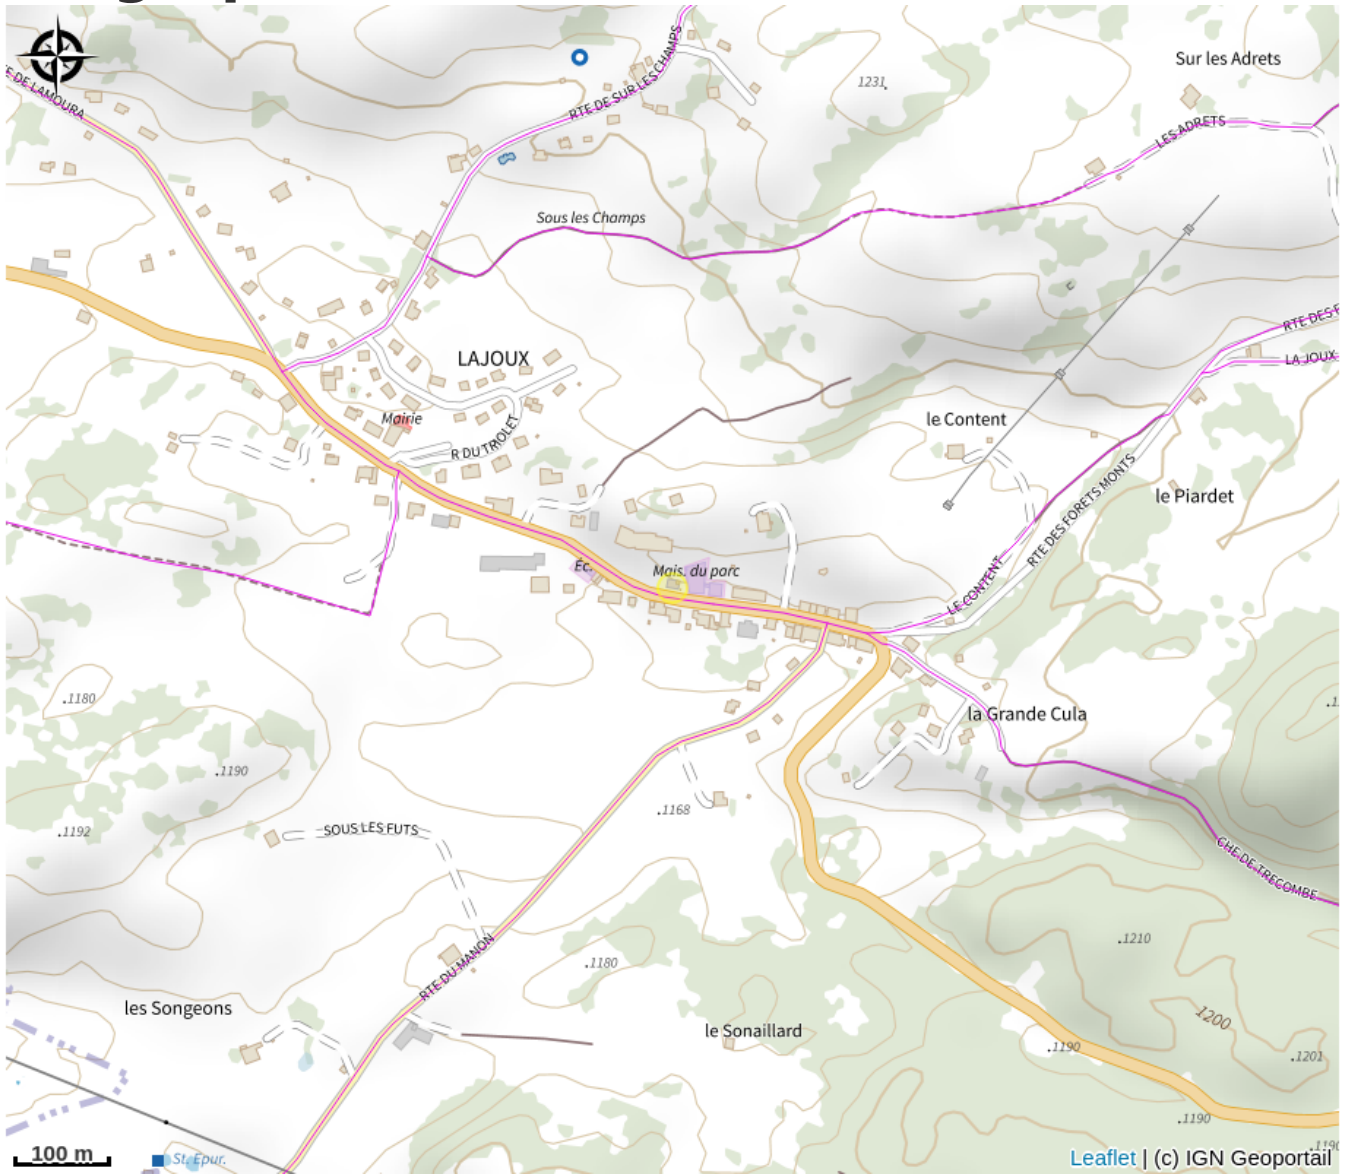 Sur les Adrets
1231
RTE DE SUR LES CHAMPS
E DE LAMOURA
LES ADRETS
Sous les Champs
RTE DES F
LAJOUX
LA JOUX
Mairie
le Content
R DU TRIOLET
RTE DES FORETS MONTS
le Piardet
Éc.
Mais. du parc
LE CONTENT
.1180
la Grande Cula
.1190
.1168
.1192
SOUS LES FUTS
CHE DE TRECOMBE
.1210
RTE DU MANON
.1180
les Songeons
1200
le Sonaillard
.1190
.1201
.1190
100 m
St. Epur.
Leaflet | (c) IGN Geoportail